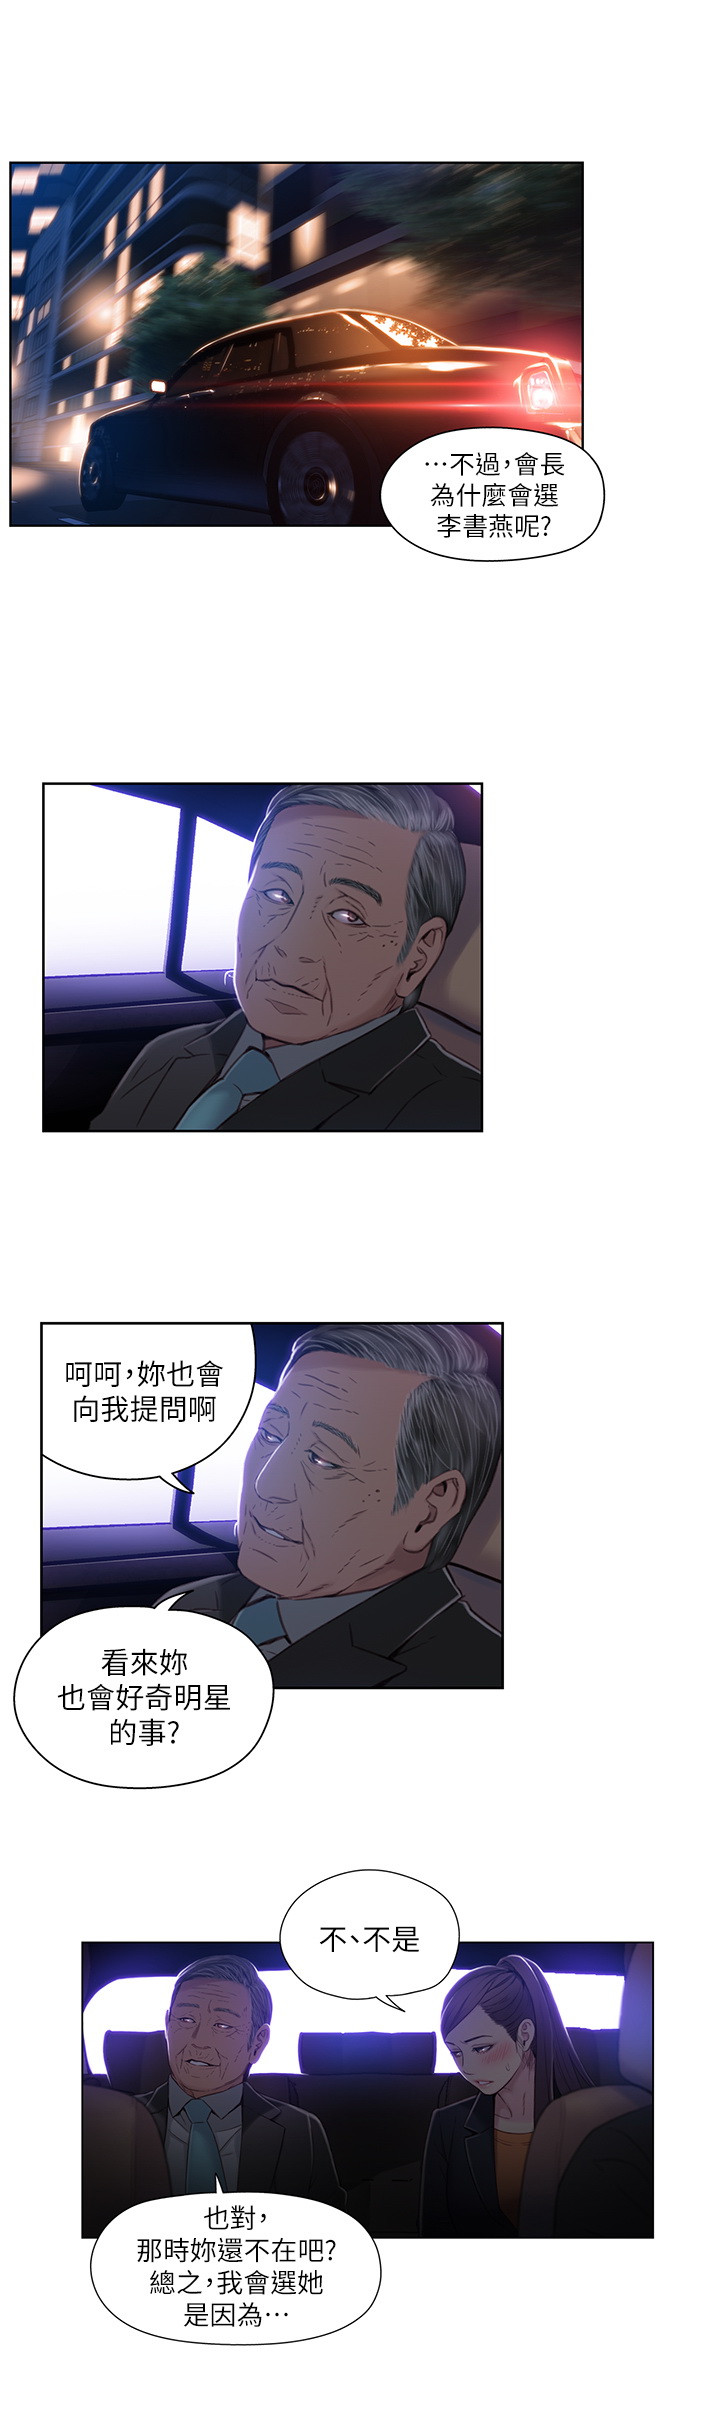 …不過，會長
為什麼會選
李書燕呢?
呵呵，妳也會
向我提問啊
看來妳
也會好奇明星
的事?
不、不是
也對，
那時妳還不在吧?
總之，我會選她
是因為…